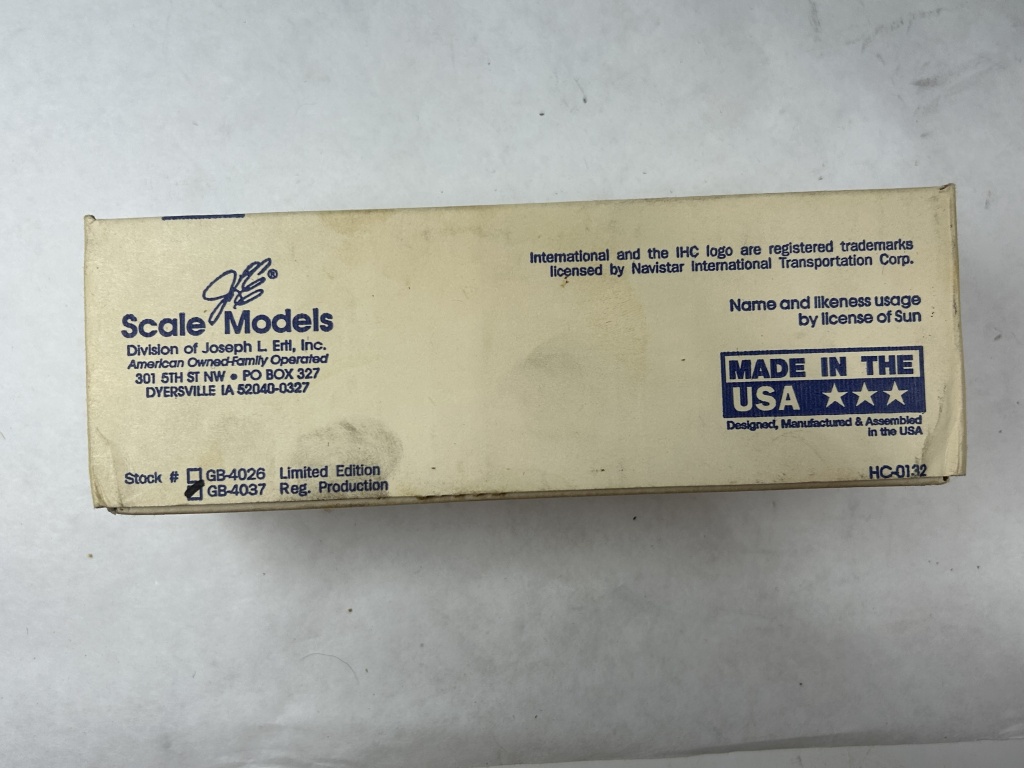 JLE®
Scale Models
Division of Joseph L. Ertl, Inc.
American Owned-Family Operated
301 5TH ST NW • PO BOX 327
DYERSVILLE IA 52040-0327
Stock # GB-4026 Limited Edition
GB-4037 Reg. Production
International and the IHC logo are registered trademarks
licensed by Navistar International Transportation Corp.
Name and likeness usage
by license of Sun
MADE IN THE
USA ★★★
Designed, Manufactured & Assembled
in the USA
HC-0132